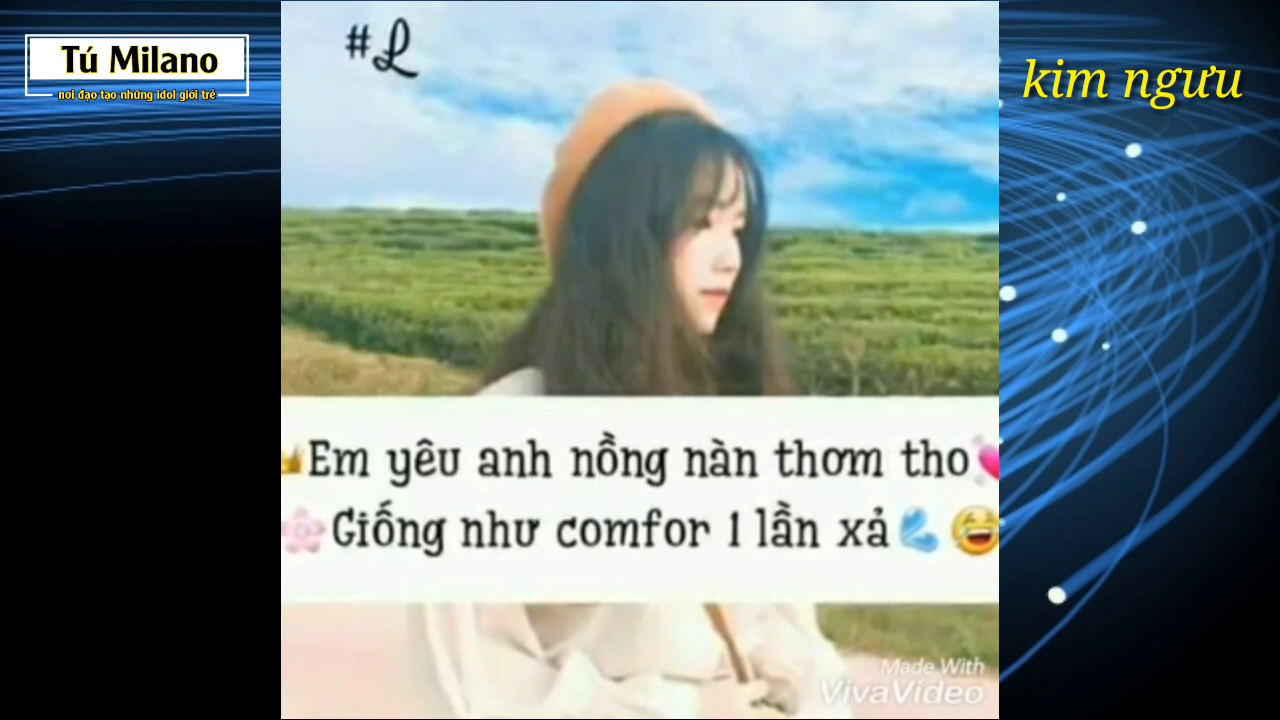 Tú Milano
nơi đạo tạo những idol giới trẻ
#L
kim ngưu
👑Em yêu anh nồng nàn thơm tho💘
🌸Giống như comfor 1 lần xả💪😂
Made With
VivaVideo